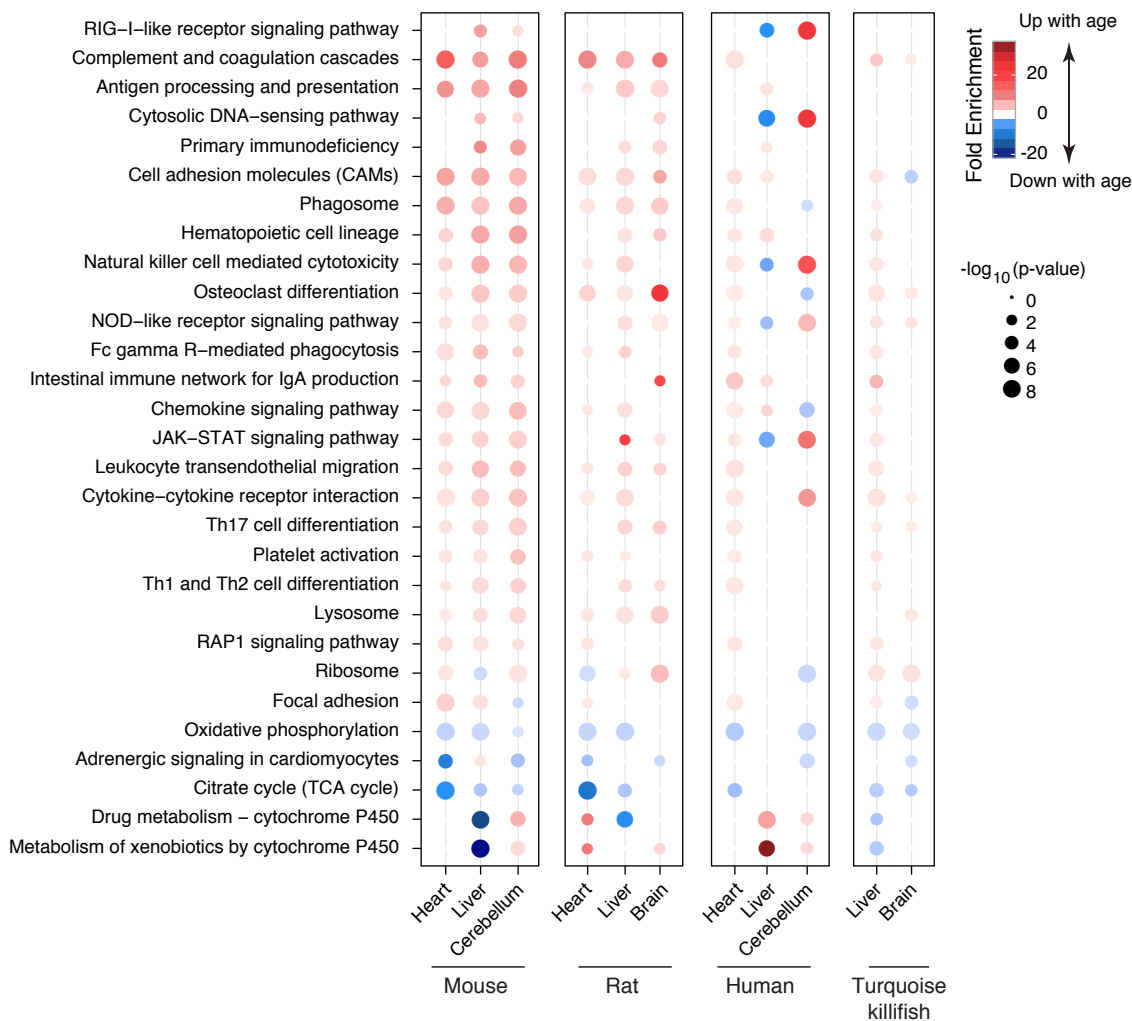 RIG−I−like receptor signaling pathway
Complement and coagulation cascades
Antigen processing and presentation
Cytosolic DNA−sensing pathway
Primary immunodeficiency
Cell adhesion molecules (CAMs)
Phagosome
Hematopoietic cell lineage
Natural killer cell mediated cytotoxicity
Osteoclast differentiation
NOD−like receptor signaling pathway
Fc gamma R−mediated phagocytosis
Intestinal immune network for IgA production
Chemokine signaling pathway
JAK−STAT signaling pathway
Leukocyte transendothelial migration
Cytokine−cytokine receptor interaction
Th17 cell differentiation
Platelet activation
Th1 and Th2 cell differentiation
Lysosome
RAP1 signaling pathway
Ribosome
Focal adhesion
Oxidative phosphorylation
Adrenergic signaling in cardiomyocytes
Citrate cycle (TCA cycle)
Drug metabolism − cytochrome P450
Metabolism of xenobiotics by cytochrome P450
Heart
Liver
Cerebellum
Mouse
Heart
Liver
Brain
Rat
Heart
Liver
Cerebellum
Human
Liver
Brain
Turquoise
killifish
Up with age
Fold Enrichment
20
0
-20
Down with age
-log10(p-value)
0
2
4
6
8